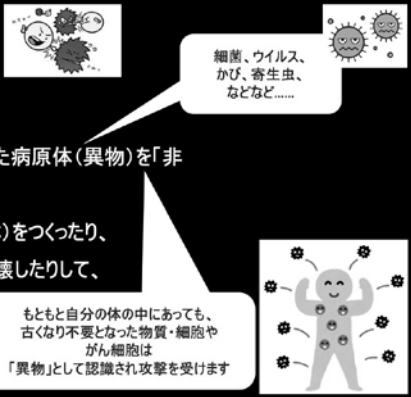 細菌、ウイルス、
かび、寄生虫、
などなど……
た病原体(異物)を「非
)をつくったり、
壊したりして、
もともと自分の体の中にあっても、
古くなり不要となった物質・細胞や
がん細胞は
「異物」として認識され攻撃を受けます